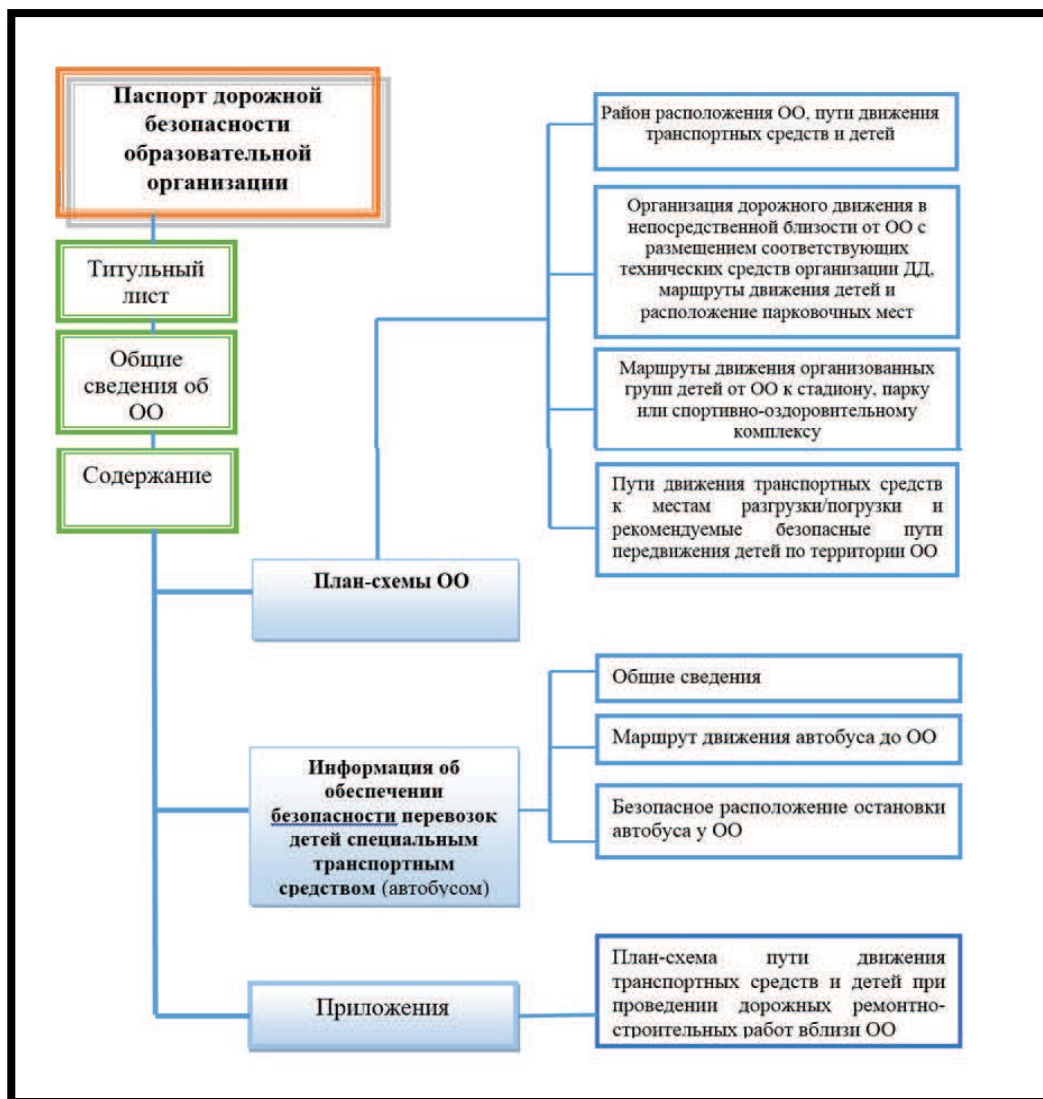 Паспорт дорожной
безопасности
образовательной
организации
Титульный
лист
Общие
сведения об
ОО
Содержание
План-схемы ОО
Район расположения ОО, пути движения
транспортных средств и детей
Организация дорожного движения в
непосредственной близости от ОО с
размещением соответствующих
технических средств организации ДД,
маршруты движения детей и
расположение парковочных мест
Маршруты движения организованных
групп детей от ОО к стадиону, парку
или спортивно-оздоровительному
комплексу
Пути движения транспортных средств
к местам разгрузки/погрузки и
рекомендуемые безопасные пути
передвижения детей по территории ОО
Информация об
обеспечении
безопасности перевозок
детей специальным
транспортным
средством (автобусом)
Общие сведения
Маршрут движения автобуса до ОО
Безопасное расположение остановки
автобуса у ОО
Приложения
План-схема пути движения
транспортных средств и детей при
проведении дорожных ремонтно-
строительных работ вблизи ОО